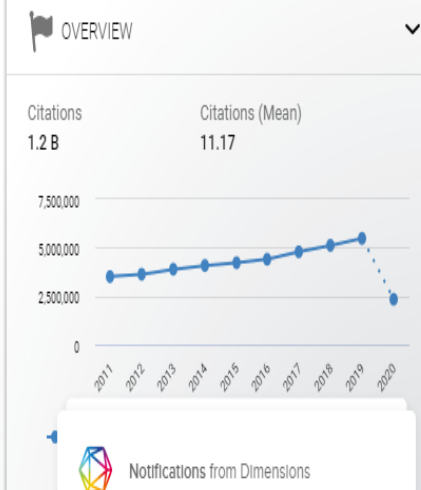 OVERVIEW
Citations
Citations (Mean)
1.2 B
11.17
7,500,000
5,000,000
2,500,000
0
2011 2012 2013 2014 2015 2016 2017 2018 2019 2020
Notifications from Dimensions